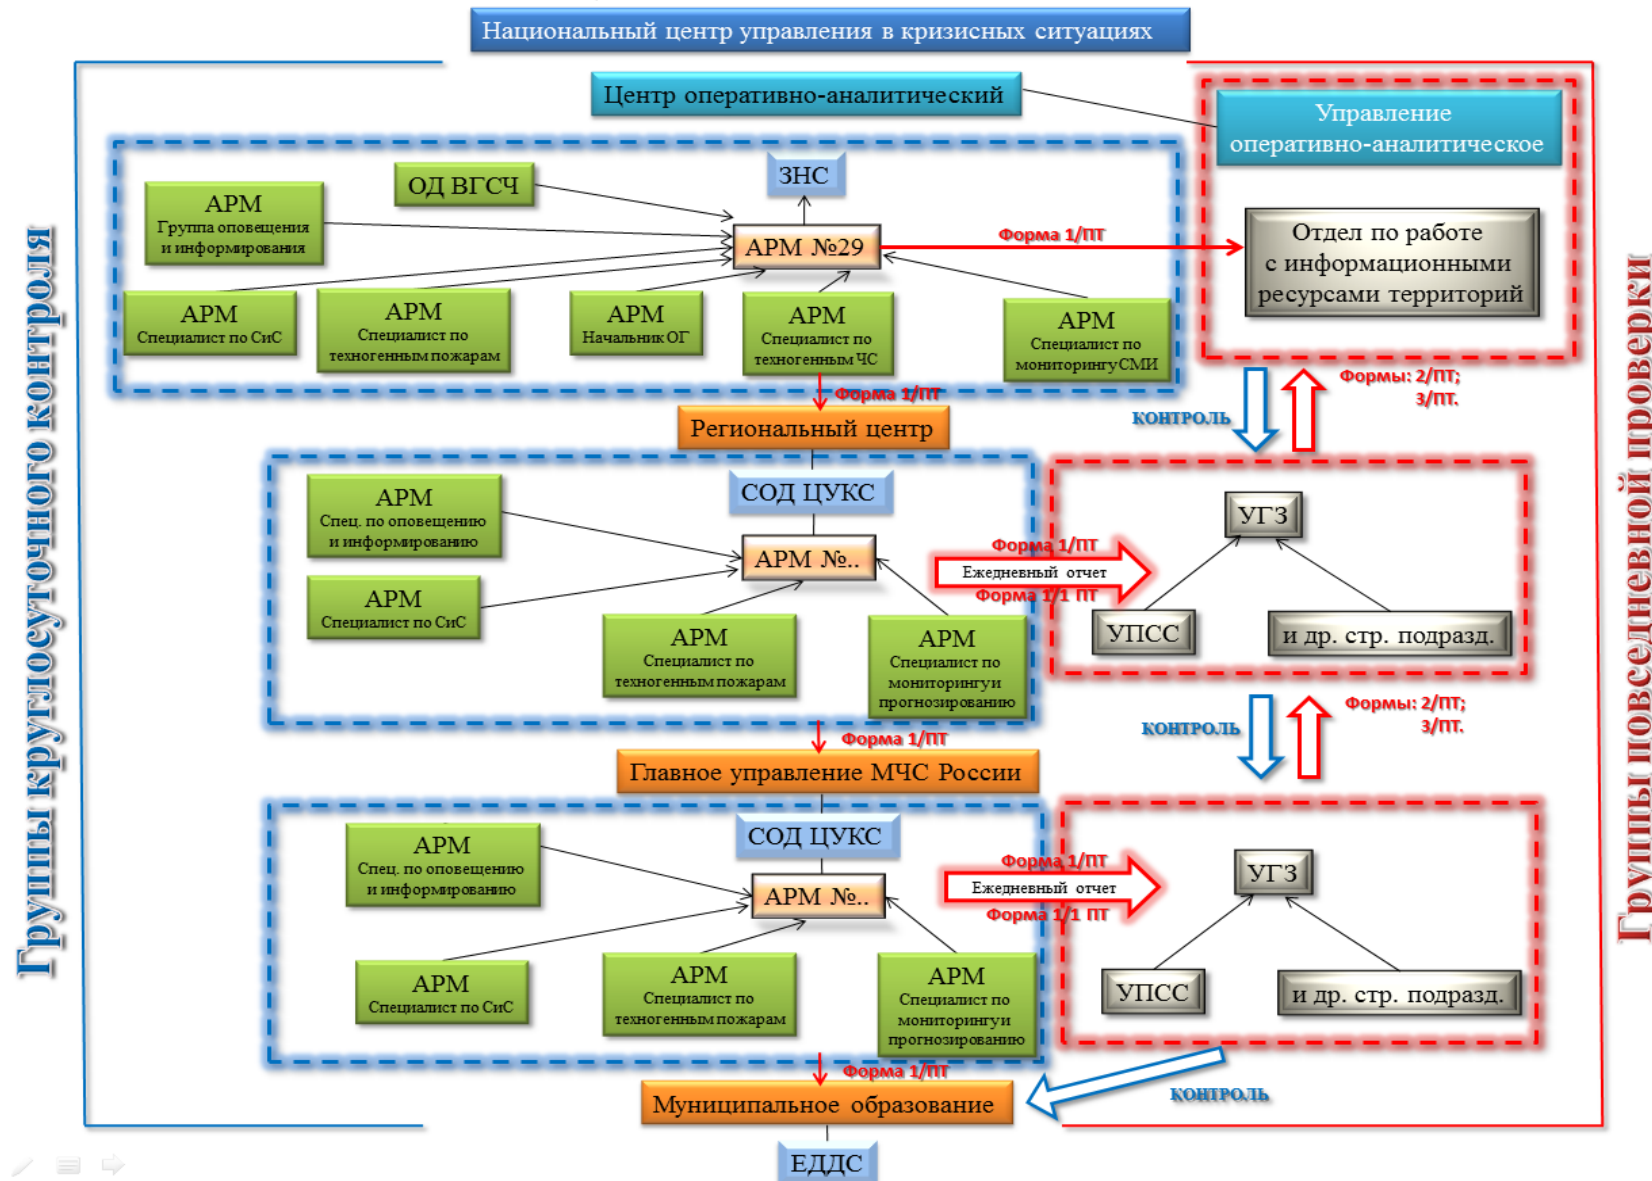 Национальный центр управления в кризисных ситуациях
Центр оперативно-аналитический
Управление
оперативно-аналитическое
Группы круглосуточного контроля
Группы повседневной проверки
ЗНС
ОД ВГСЧ
АРМ
Группа оповещения
и информирования
АРМ №29
Форма 1/ПТ
Отдел по работе
с информационными
ресурсами территорий
АРМ
Специалист по СиС
АРМ
Специалист по
техногенным пожарам
АРМ
Начальник ОГ
АРМ
Специалист по
техногенным ЧС
АРМ
Специалист по
мониторингу СМИ
Форма 1/ПТ
КОНТРОЛЬ
Формы: 2/ПТ;
3/ПТ.
Региональный центр
СОД ЦУКС
АРМ
Спец. по оповещению
и информированию
АРМ №..
АРМ
Специалист по СиС
АРМ
Специалист по
техногенным пожарам
АРМ
Специалист по
мониторингу и
прогнозированию
Форма 1/ПТ
Ежедневный отчет
Форма 1/1 ПТ
УГЗ
УПСС
и др. стр. подразд.
Форма 1/ПТ
КОНТРОЛЬ
Формы: 2/ПТ;
3/ПТ.
Главное управление МЧС России
СОД ЦУКС
АРМ
Спец. по оповещению
и информированию
АРМ №..
АРМ
Специалист по СиС
АРМ
Специалист по
техногенным пожарам
АРМ
Специалист по
мониторингу и
прогнозированию
Форма 1/ПТ
Ежедневный отчет
Форма 1/1 ПТ
УГЗ
УПСС
и др. стр. подразд.
Форма 1/ПТ
КОНТРОЛЬ
Муниципальное образование
ЕДДС